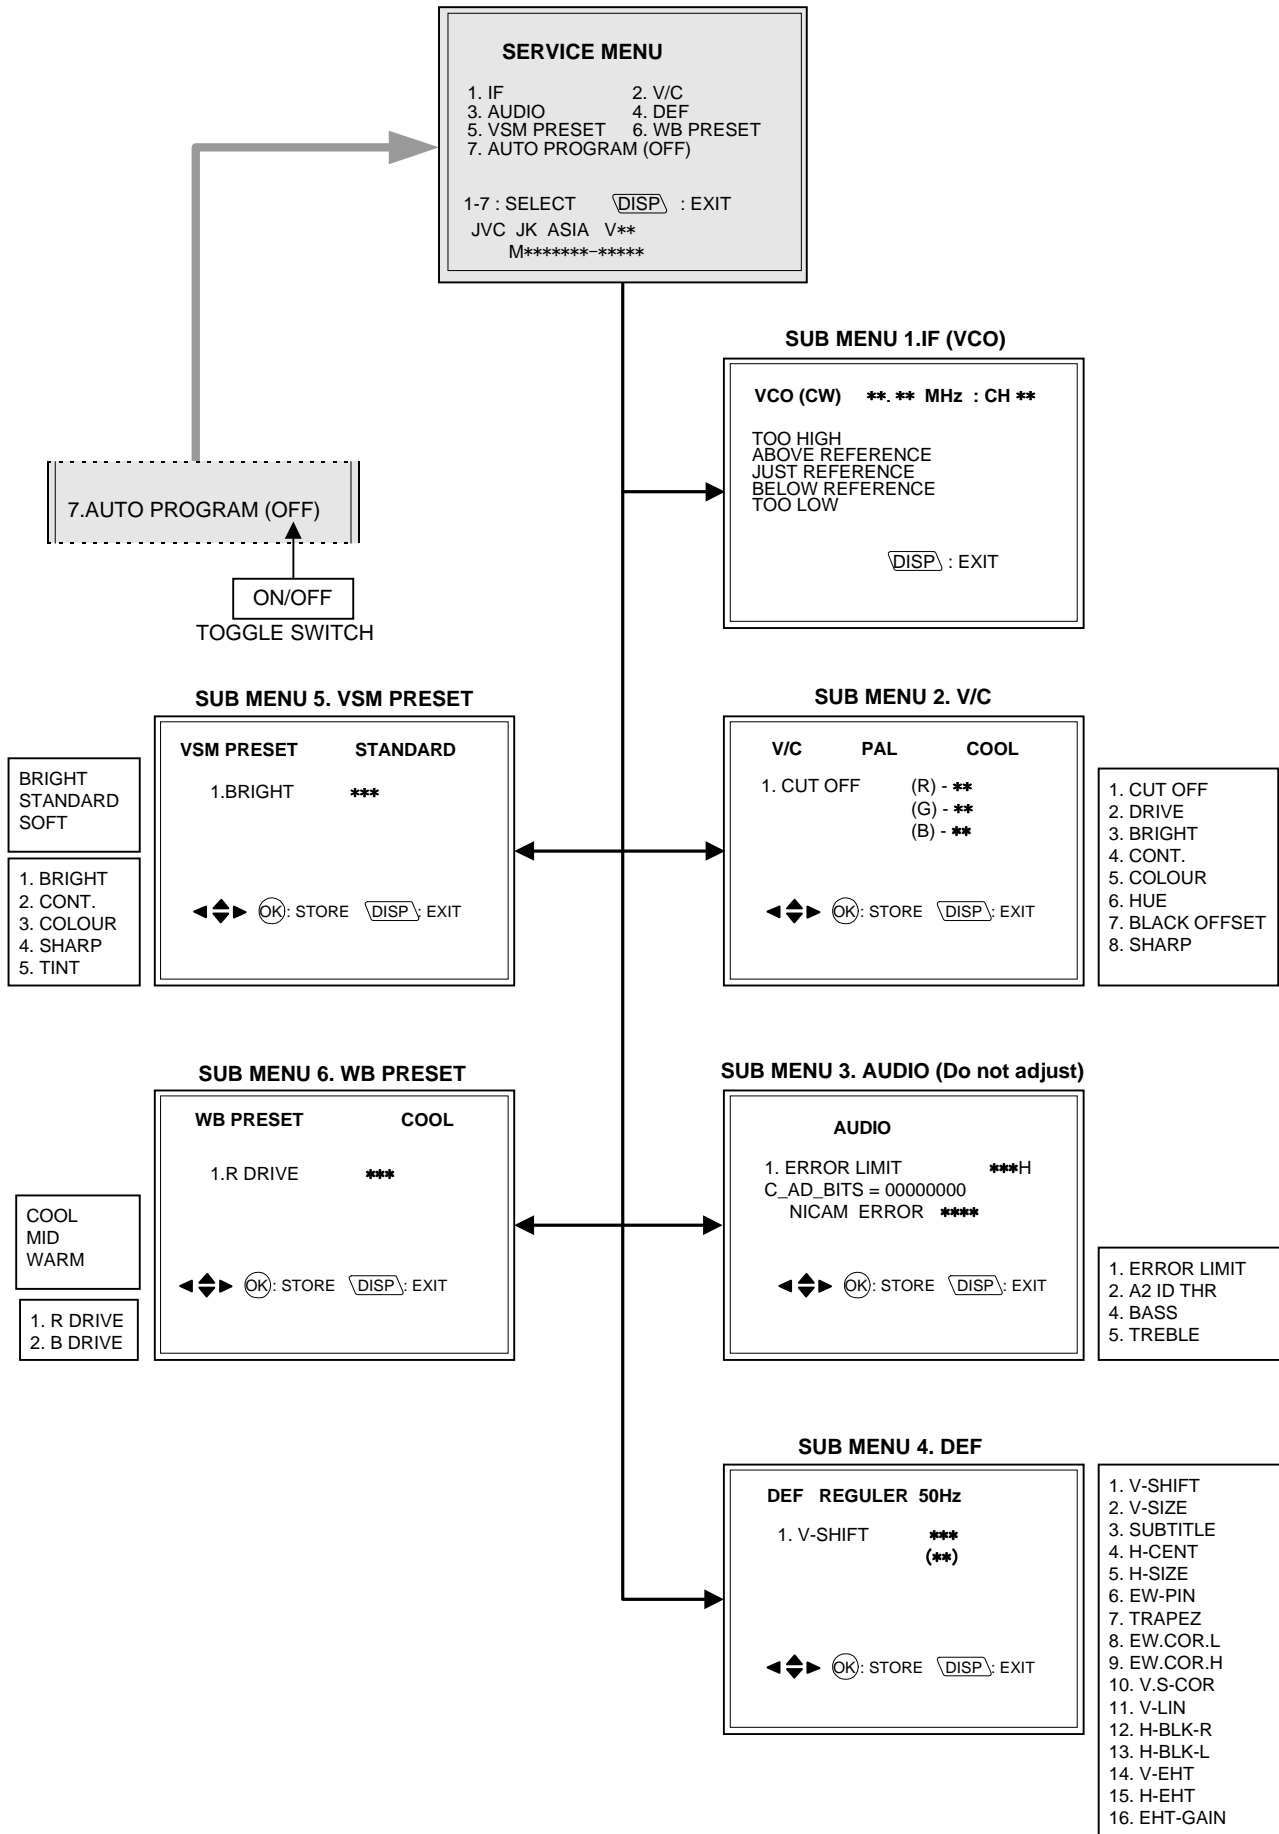 SERVICE MENU
1. IF 2. V/C
3. AUDIO 4. DEF
5. VSM PRESET 6. WB PRESET
7. AUTO PROGRAM (OFF)
1-7 : SELECT DISP : EXIT
JVC JK ASIA V**
M*******-*****
7.AUTO PROGRAM (OFF)
ON/OFF
TOGGLE SWITCH
SUB MENU 1.IF (VCO)
VCO (CW) **.** MHz : CH **
TOO HIGH
ABOVE REFERENCE
JUST REFERENCE
BELOW REFERENCE
TOO LOW
DISP : EXIT
SUB MENU 5. VSM PRESET
VSM PRESET STANDARD
1.BRIGHT ***
OK: STORE DISP: EXIT
BRIGHT
STANDARD
SOFT
1. BRIGHT
2. CONT.
3. COLOUR
4. SHARP
5. TINT
SUB MENU 2. V/C
V/C PAL COOL
1. CUT OFF (R) - **
(G) - **
(B) - **
OK: STORE DISP: EXIT
1. CUT OFF
2. DRIVE
3. BRIGHT
4. CONT.
5. COLOUR
6. HUE
7. BLACK OFFSET
8. SHARP
SUB MENU 6. WB PRESET
WB PRESET COOL
1.R DRIVE ***
OK: STORE DISP: EXIT
COOL
MID
WARM
1. R DRIVE
2. B DRIVE
SUB MENU 3. AUDIO (Do not adjust)
AUDIO
1. ERROR LIMIT ***H
C_AD_BITS = 00000000
NICAM ERROR ****
OK: STORE DISP: EXIT
1. ERROR LIMIT
2. A2 ID THR
4. BASS
5. TREBLE
SUB MENU 4. DEF
DEF REGULER 50Hz
1. V-SHIFT ***
(**)
OK: STORE DISP: EXIT
1. V-SHIFT
2. V-SIZE
3. SUBTITLE
4. H-CENT
5. H-SIZE
6. EW-PIN
7. TRAPEZ
8. EW.COR.L
9. EW.COR.H
10. V.S-COR
11. V-LIN
12. H-BLK-R
13. H-BLK-L
14. V-EHT
15. H-EHT
16. EHT-GAIN